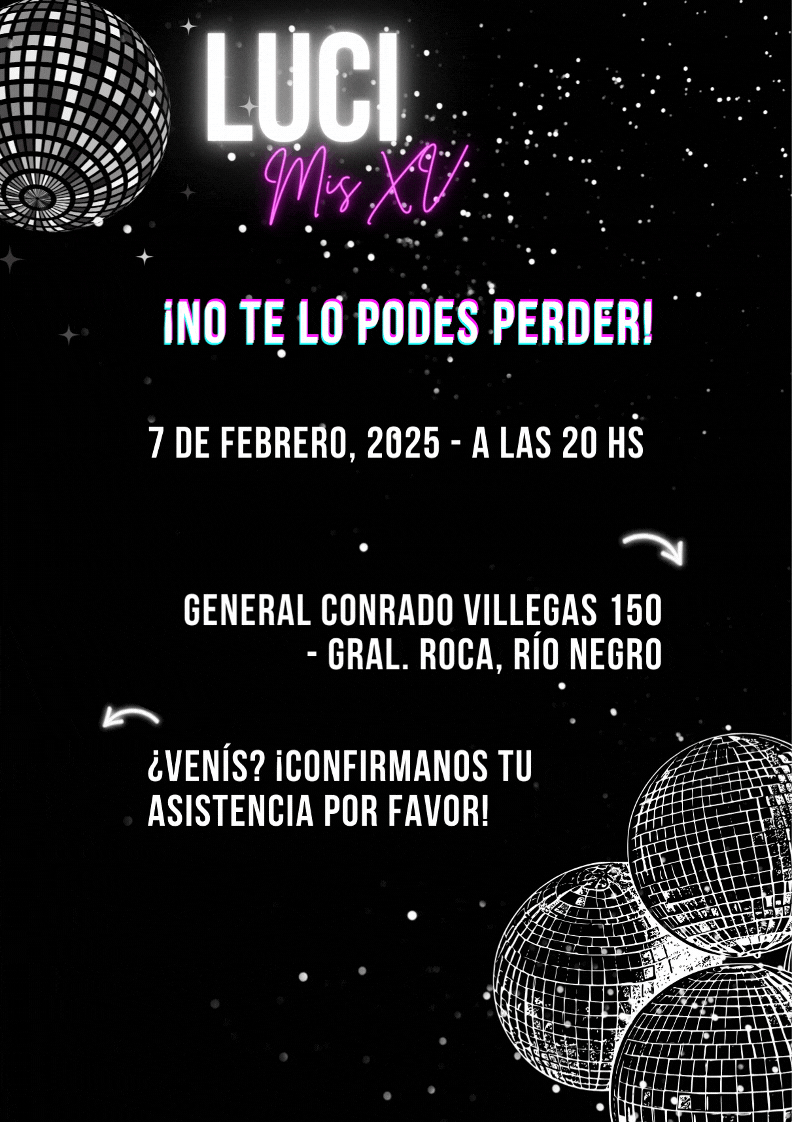 LUCI
Mis XV
¡NO TE LO PODES PERDER!
7 DE FEBRERO, 2025 - A LAS 20 HS
GENERAL CONRADO VILLEGAS 150
- GRAL. ROCA, RÍO NEGRO
¿VENÍS? ¡CONFIRMANOS TU
ASISTENCIA POR FAVOR!